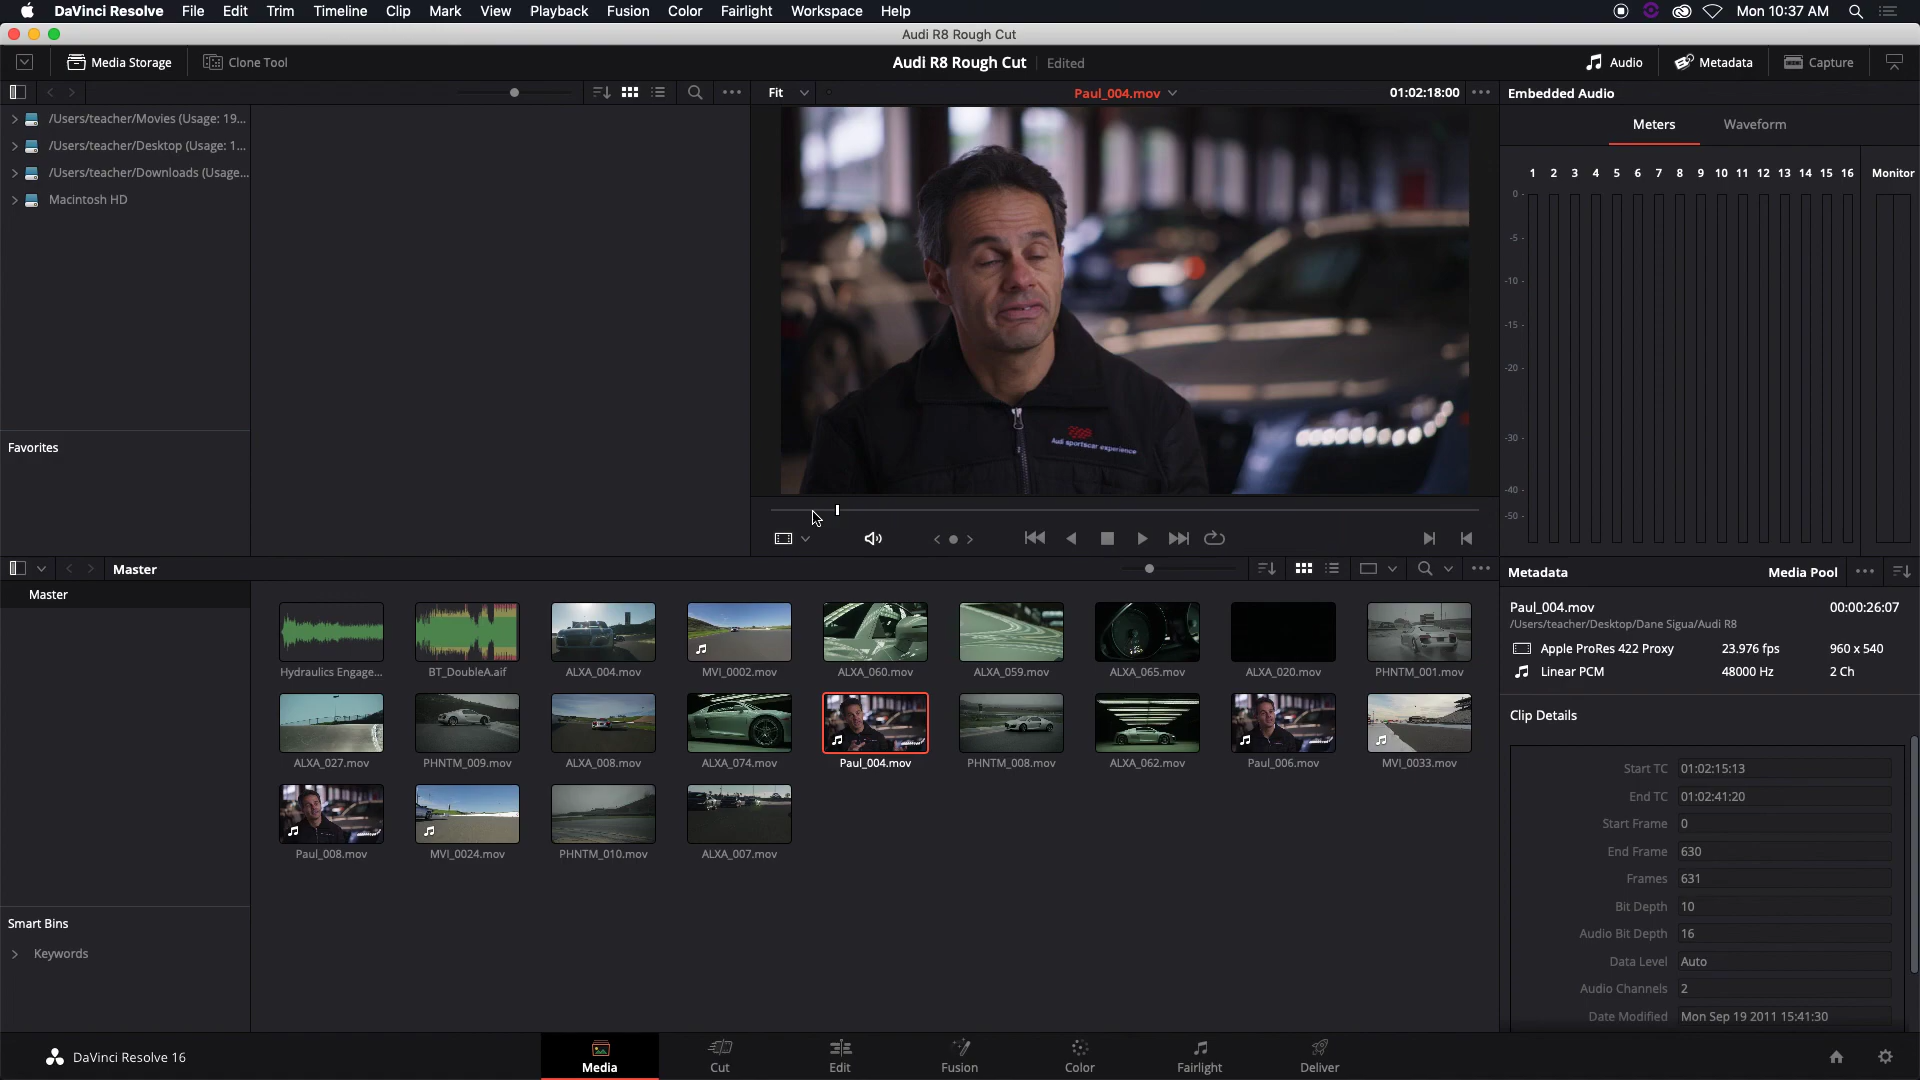 DaVinci Resolve File Edit Trim Timeline Clip Mark View Playback Fusion Color Fairlight Workspace Help Mon 10:37 AM
Audi R8 Rough Cut
Media Storage Clone Tool Audi R8 Rough Cut Edited Audio Metadata Capture
Fit Paul_004.mov 01:02:18:00 Embedded Audio
/Users/teacher/Movies (Usage: 19...
/Users/teacher/Desktop (Usage: 1...
/Users/teacher/Downloads (Usage...
Macintosh HD
Favorites
Audi sportscar experience
Meters Waveform
1 2 3 4 5 6 7 8 9 10 11 12 13 14 15 16 Monitor
0
-5
-10
-15
-20
-30
-40
-50
Master
Master
Hydraulics Engage... BT_DoubleA.aif ALXA_004.mov MVI_0002.mov ALXA_060.mov ALXA_059.mov ALXA_065.mov ALXA_020.mov PHNTM_001.mov
ALXA_027.mov PHNTM_009.mov ALXA_008.mov ALXA_074.mov Paul_004.mov PHNTM_008.mov ALXA_062.mov Paul_006.mov MVI_0033.mov
Paul_008.mov MVI_0024.mov PHNTM_010.mov ALXA_007.mov
Smart Bins
Keywords
Metadata Media Pool
Paul_004.mov 00:00:26:07
/Users/teacher/Desktop/Dane Sigua/Audi R8
Apple ProRes 422 Proxy 23.976 fps 960 x 540
Linear PCM 48000 Hz 2 Ch
Clip Details
Start TC 01:02:15:13
End TC 01:02:41:20
Start Frame 0
End Frame 630
Frames 631
Bit Depth 10
Audio Bit Depth 16
Data Level Auto
Audio Channels 2
Date Modified Mon Sep 19 2011 15:41:30
DaVinci Resolve 16 Media Cut Edit Fusion Color Fairlight Deliver